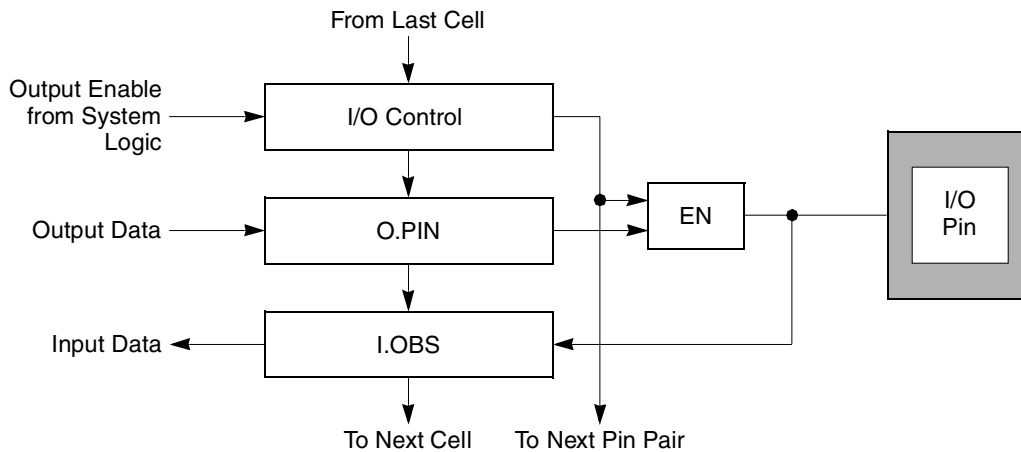 From Last Cell
Output Enable
from System
Logic
I/O Control
Output Data
O.PIN
EN
I/O
Pin
Input Data
I.OBS
To Next Cell
To Next Pin Pair